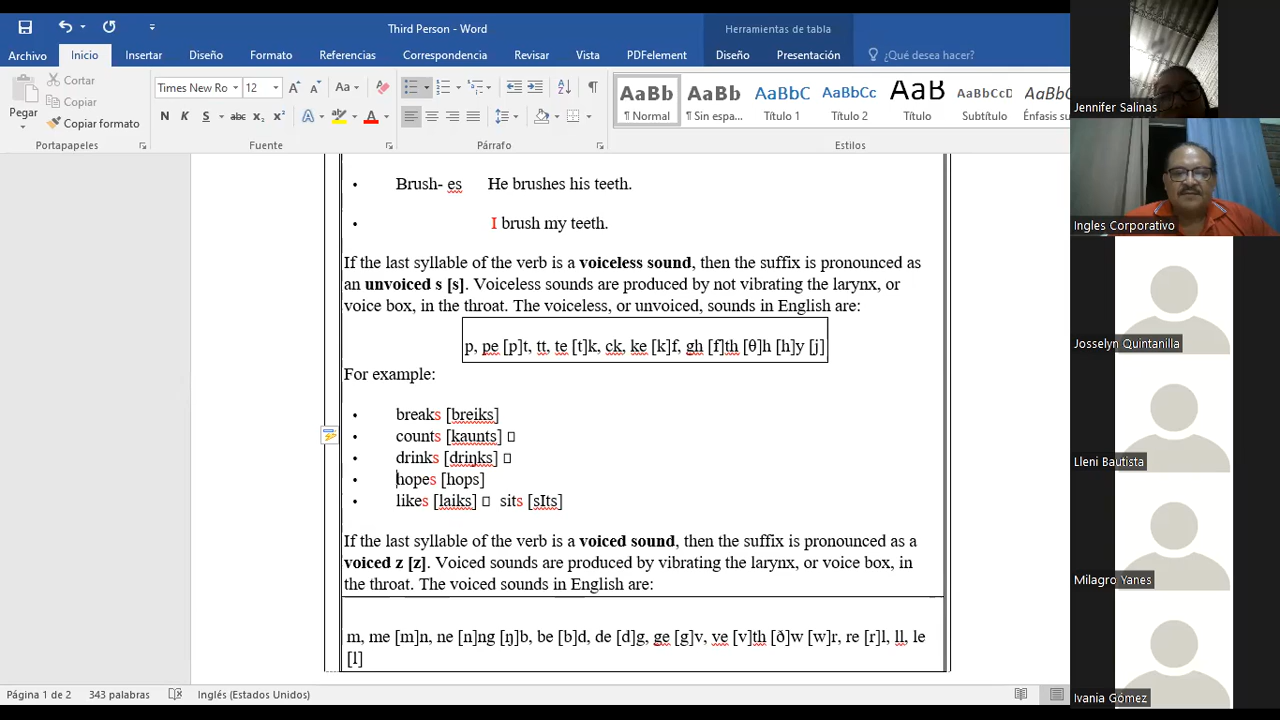 Third Person - Word
Herramientas de tabla
Archivo Inicio Insertar Diseño Formato Referencias Correspondencia Revisar Vista PDFelement Diseño Presentación ¿Qué desea hacer?
Cortar
Copiar
Copiar formato
Pegar
Times New Ro 12
N K S abc x₂ x²
AaBb AaBb AaBbC AaBbCc AaB AaBbCcD AaBbC
¶ Normal ¶ Sin espa... Título 1 Título 2 Título Subtítulo Énfasis su
Portapapeles Fuente Párrafo Estilos
• Brush- es He brushes his teeth.
• I brush my teeth.
If the last syllable of the verb is a voiceless sound, then the suffix is pronounced as
an unvoiced s [s]. Voiceless sounds are produced by not vibrating the larynx, or
voice box, in the throat. The voiceless, or unvoiced, sounds in English are:
p, pe [p]t, tt, te [t]k, ck, ke [k]f, gh [f]th [θ]h [h]y [j]
For example:
• breaks [breiks]
• counts [kaunts]
• drinks [driŋks]
• hopes [hops]
• likes [laiks] sits [sIts]
If the last syllable of the verb is a voiced sound, then the suffix is pronounced as a
voiced z [z]. Voiced sounds are produced by vibrating the larynx, or voice box, in
the throat. The voiced sounds in English are:
m, me [m]n, ne [n]ng [ŋ]b, be [b]d, de [d]g, ge [g]v, ve [v]th [ð]w [w]r, re [r]l, ll, le
[l]
Página 1 de 2 343 palabras Inglés (Estados Unidos)
Jennifer Salinas
Ingles Corporativo
Josselyn Quintanilla
Lleni Bautista
Milagro Yanes
Ivania Gómez